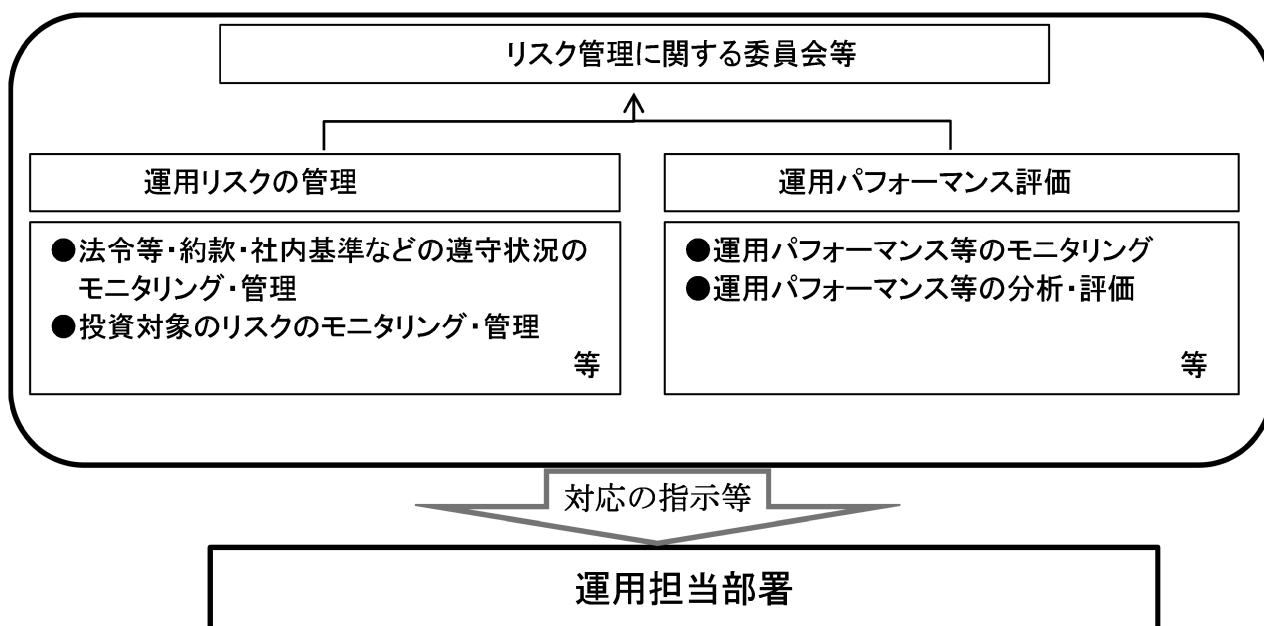 リスク管理に関する委員会等
運用リスクの管理
●法令等・約款・社内基準などの遵守状況の
モニタリング・管理
●投資対象のリスクのモニタリング・管理
等
運用パフォーマンス評価
●運用パフォーマンス等のモニタリング
●運用パフォーマンス等の分析・評価
等
対応の指示等
運用担当部署